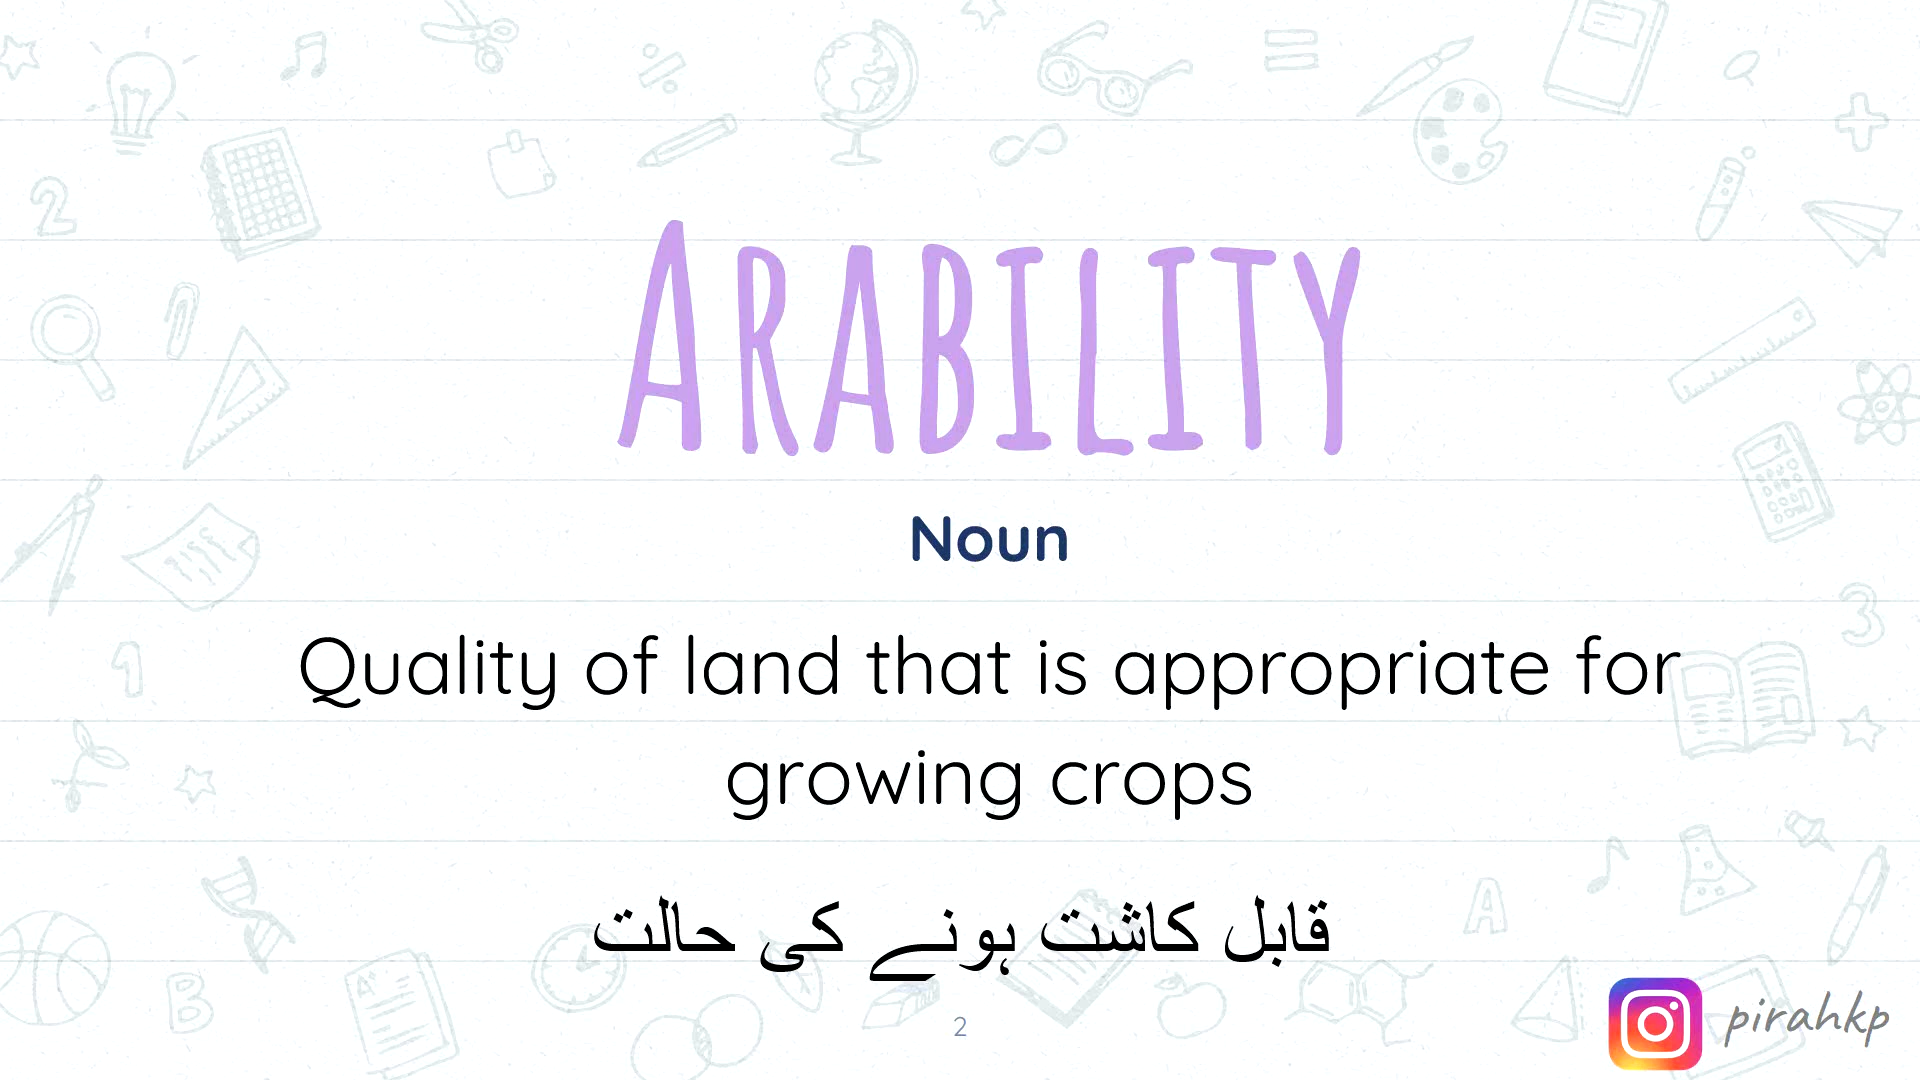 ARABILITY
Noun
Quality of land that is appropriate for
growing crops
قابل کاشت ہونے کی حالت
2
pirahkp